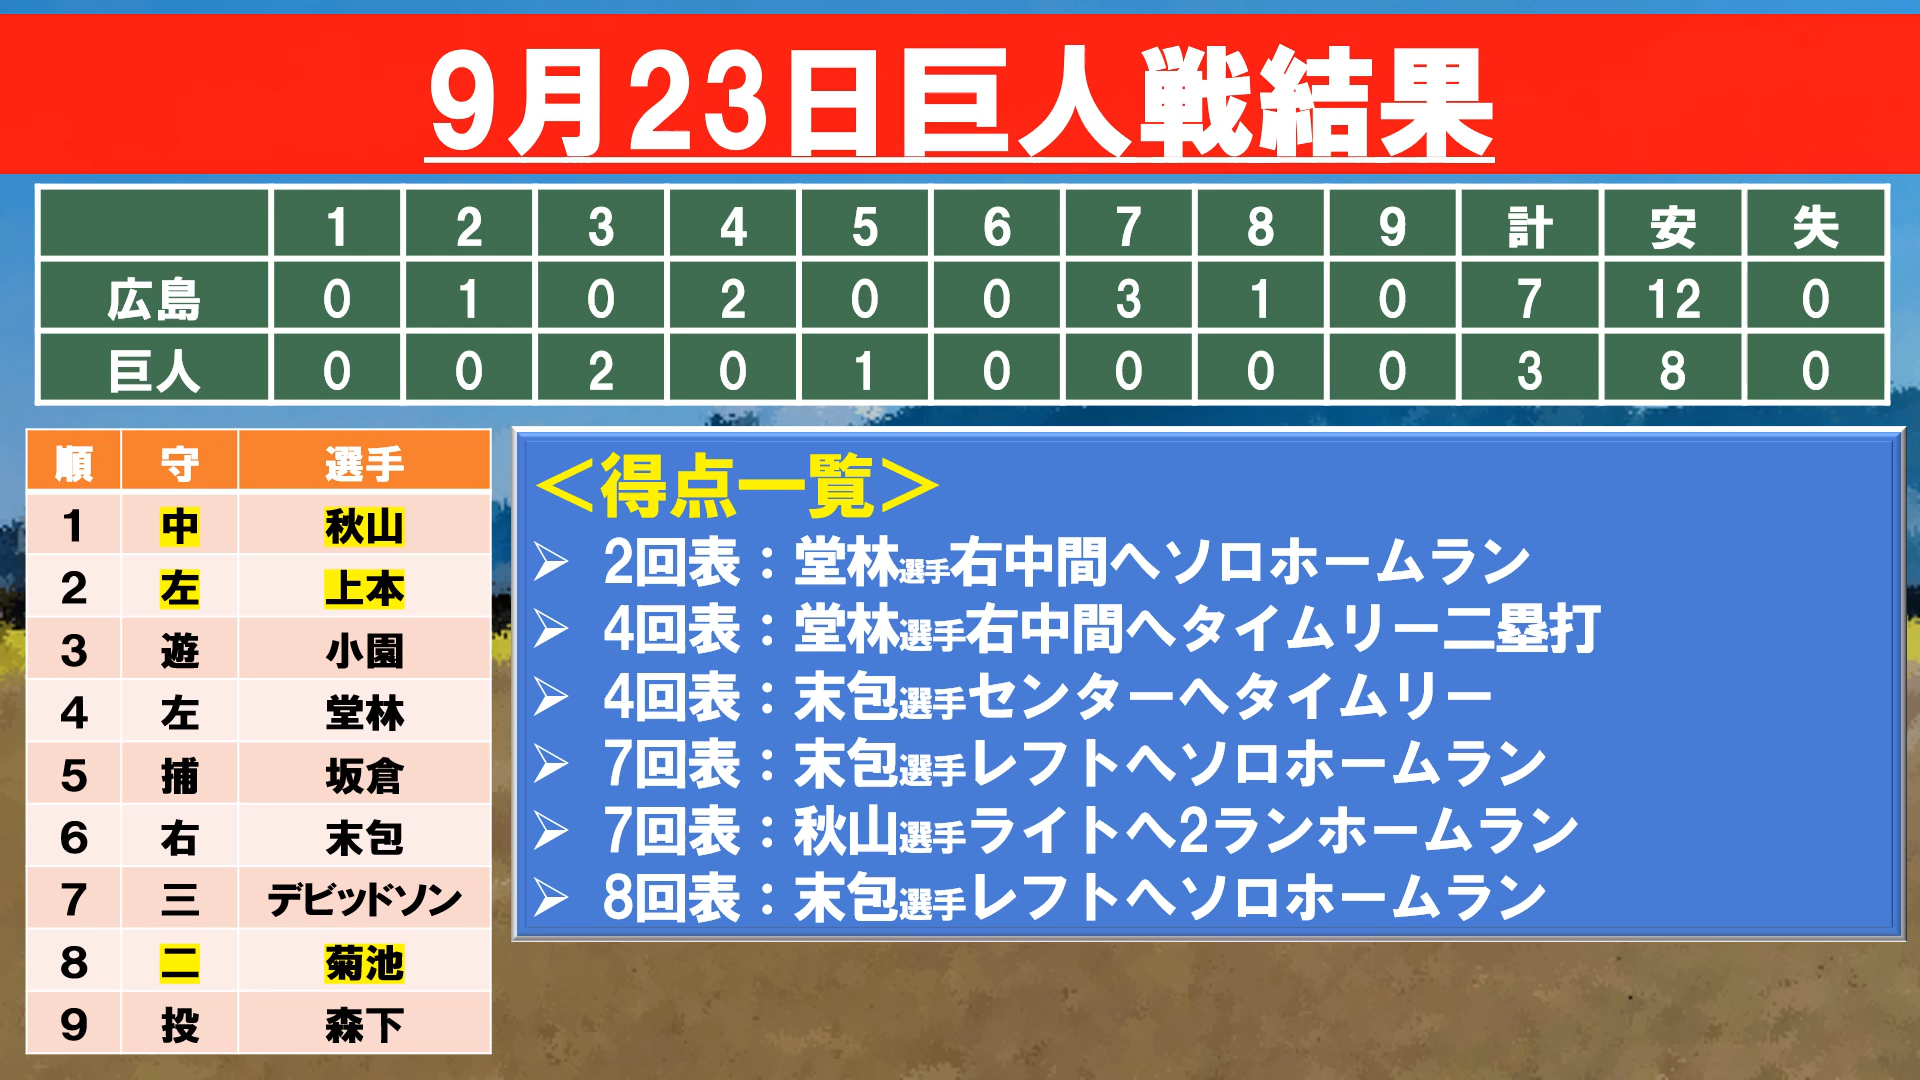 9月23日巨人戦結果
1 2 3 4 5 6 7 8 9 計 安 失
広島 0 1 0 2 0 0 3 1 0 7 12 0
巨人 0 0 2 0 1 0 0 0 0 3 8 0
順 守 選手
1 中 秋山
2 左 上本
3 遊 小園
4 左 堂林
5 捕 坂倉
6 右 末包
7 三 デビッドソン
8 二 菊池
9 投 森下
＜得点一覧＞
➢ 2回表：堂林選手右中間へソロホームラン
➢ 4回表：堂林選手右中間へタイムリー二塁打
➢ 4回表：末包選手センターへタイムリー
➢ 7回表：末包選手レフトへソロホームラン
➢ 7回表：秋山選手ライトへ2ランホームラン
➢ 8回表：末包選手レフトへソロホームラン